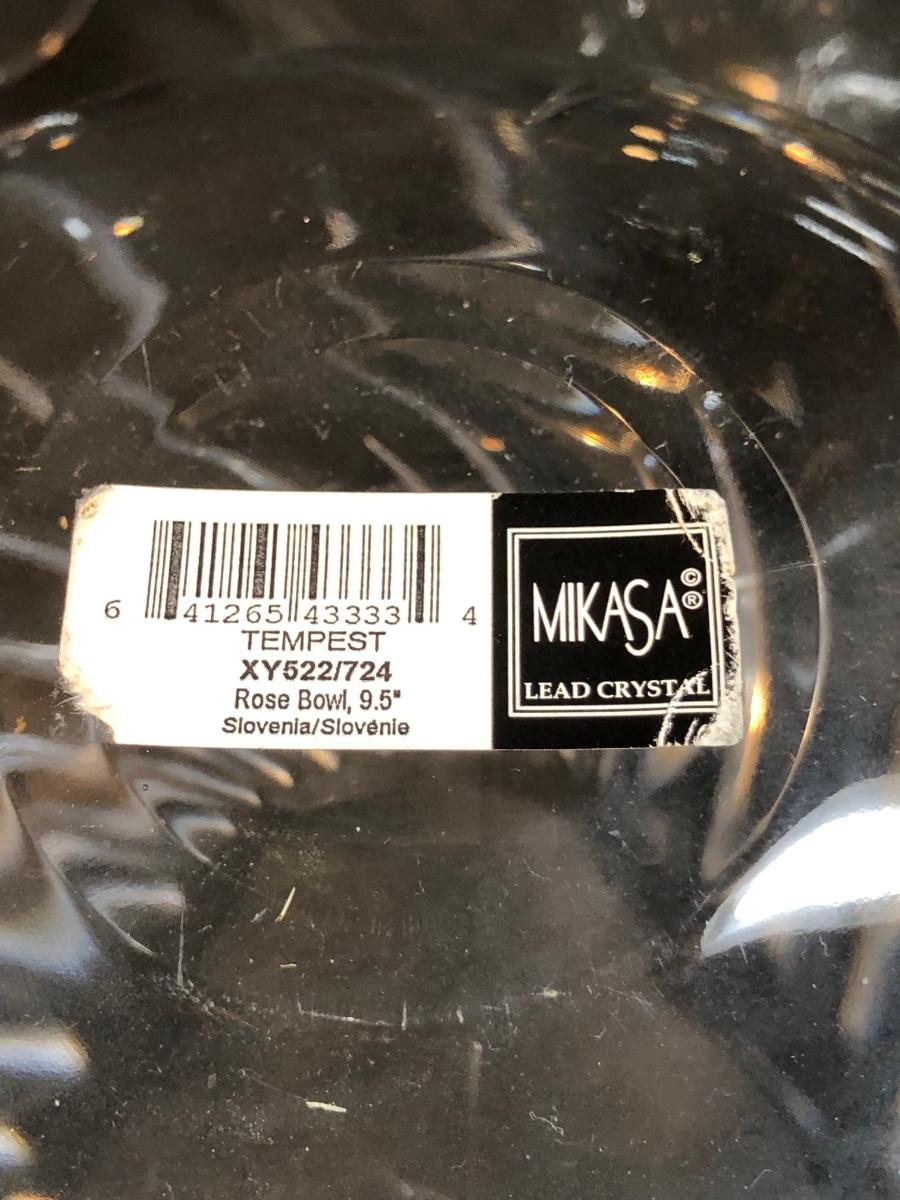 6 41265 43333 4
TEMPEST
XY522/724
Rose Bowl, 9.5"
Slovenia/Slovénie
MIKASA©®
LEAD CRYSTAL